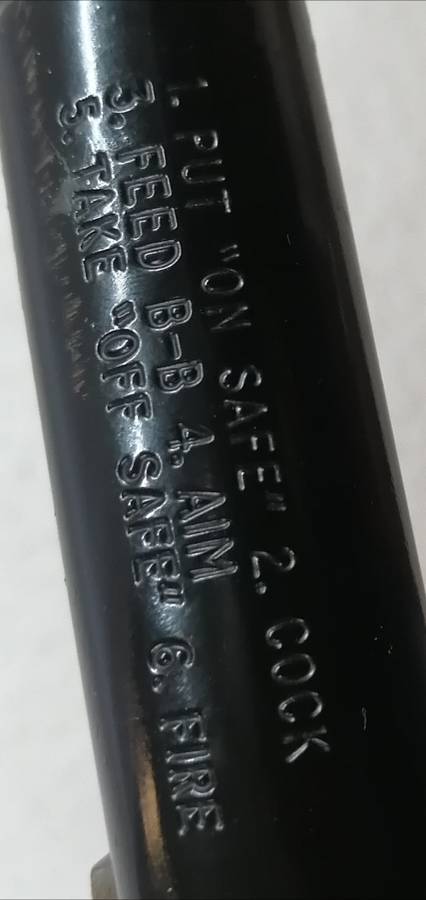 1. PUT "ON SAFE" 2. COCK
3. FEED B-B 4. AIM
5. TAKE "OFF SAFE" 6. FIRE